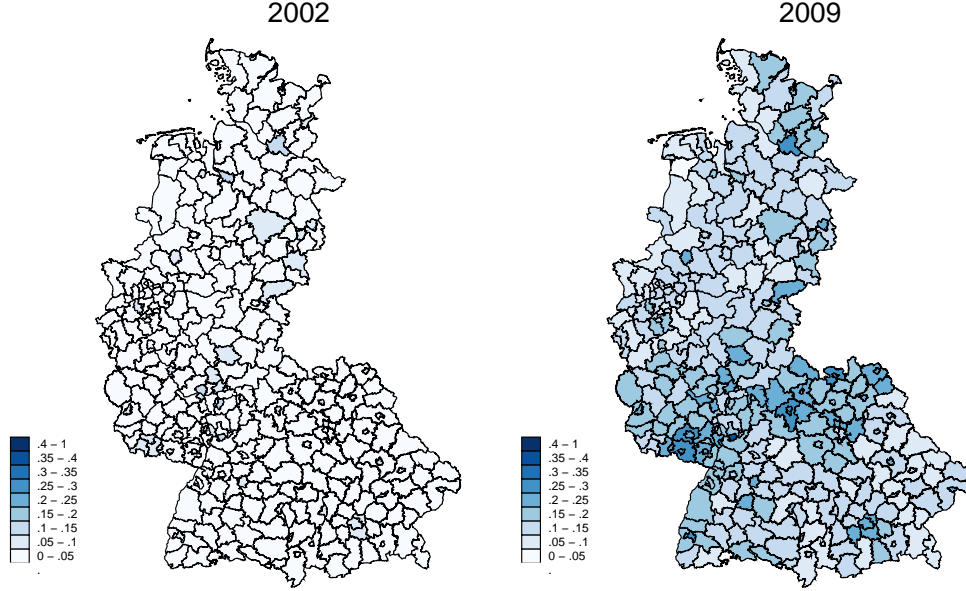 2002
2009
.4 – 1
.35 – .4
.3 – .35
.25 – .3
.2 – .25
.15 – .2
.1 – .15
.05 – .1
0 – .05
.
.4 – 1
.35 – .4
.3 – .35
.25 – .3
.2 – .25
.15 – .2
.1 – .15
.05 – .1
0 – .05
.